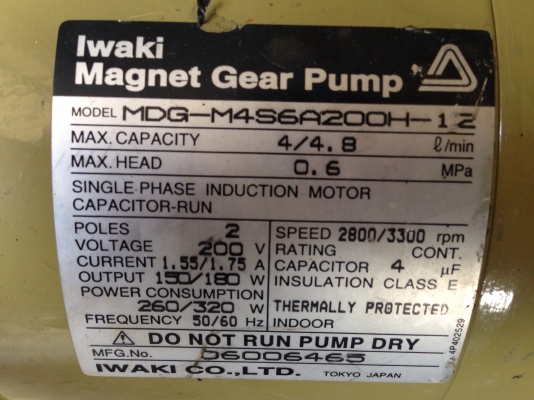 Iwaki
Magnet Gear Pump
MODEL MDG-M4S6A200H-12
MAX. CAPACITY 4/4.8 ℓ/min
MAX. HEAD 0.6 MPa
SINGLE-PHASE INDUCTION MOTOR
CAPACITOR-RUN
POLES 2 SPEED 2800/3300 rpm
VOLTAGE 200 V RATING CONT.
CURRENT 1.55/1.75 A CAPACITOR 4 μF
OUTPUT 150/180 W INSULATION CLASS E
POWER CONSUMPTION
260/320 W THERMALLY PROTECTED
FREQUENCY 50/60 Hz INDOOR
DO NOT RUN PUMP DRY
MFG.No. 06006465
IWAKI CO.,LTD. TOKYO JAPAN
4P402529